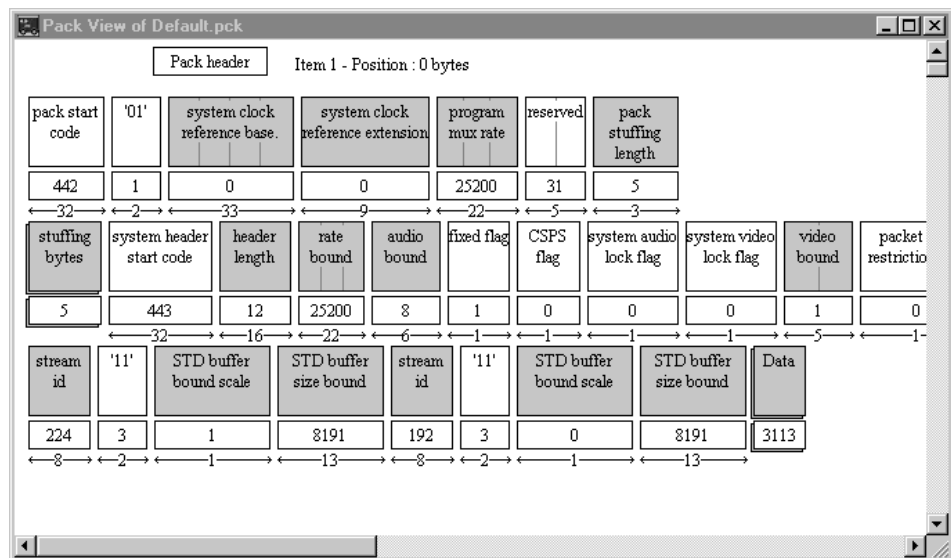 Pack View of Default.pck
Pack header
Item 1 - Position : 0 bytes
pack start code '01' system clock reference base. system clock reference extension program mux rate reserved pack stuffing length
442 1 0 0 25200 31 5
32 2 33 9 22 5 3
stuffing bytes system header start code header length rate bound audio bound fixed flag CSPS flag system audio lock flag system video lock flag video bound packet restrictio
5 443 12 25200 8 1 0 0 0 1 0
32 16 22 6 1 1 1 1 5 1
stream id '11' STD buffer bound scale STD buffer size bound stream id '11' STD buffer bound scale STD buffer size bound Data
224 3 1 8191 192 3 0 8191 3113
8 2 1 13 8 2 1 13